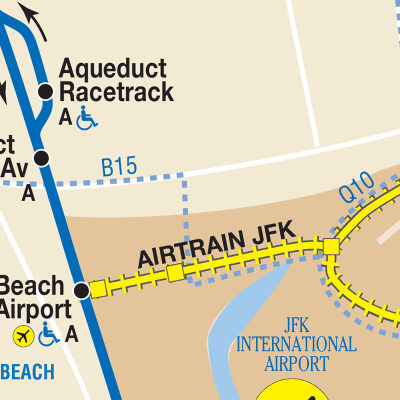 Aqueduct
Racetrack
A
ct
Av
A
B15
Q10
AIRTRAIN JFK
Beach
Airport
A
BEACH
JFK
INTERNATIONAL
AIRPORT